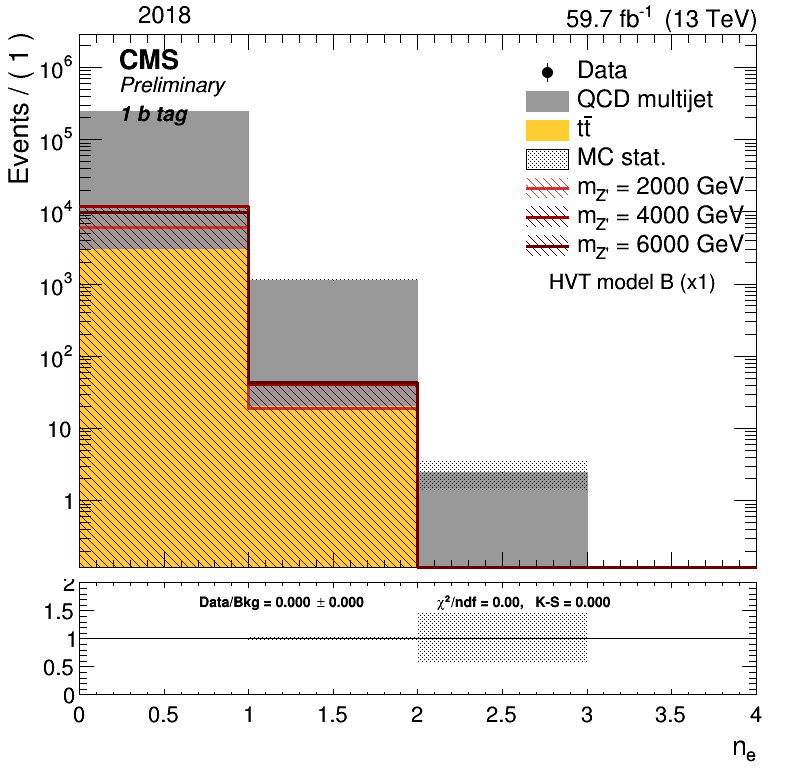 2018
59.7 fb⁻¹ (13 TeV)
Events / ( 1 )
CMS
Preliminary
1 b tag
Data
QCD multijet
tt̄
MC stat.
m_Z' = 2000 GeV
m_Z' = 4000 GeV
m_Z' = 6000 GeV
HVT model B (x1)
10⁶
10⁵
10⁴
10³
10²
10
1
Data/Bkg = 0.000 ± 0.000
χ²/ndf = 0.00, K-S = 0.000
2
1.5
1
0.5
0
0 0.5 1 1.5 2 2.5 3 3.5 4
n_e